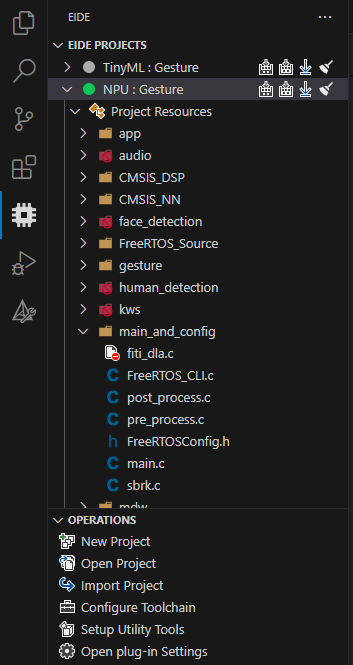 EIDE
EIDE PROJECTS
TinyML : Gesture
NPU : Gesture
Project Resources
app
audio
CMSIS_DSP
CMSIS_NN
face_detection
FreeRTOS_Source
gesture
human_detection
kws
main_and_config
fiti_dla.c
C FreeRTOS_CLI.c
C post_process.c
C pre_process.c
h FreeRTOSConfig.h
C main.c
C sbrk.c
mdw
OPERATIONS
New Project
Open Project
Import Project
Configure Toolchain
Setup Utility Tools
Open plug-in Settings